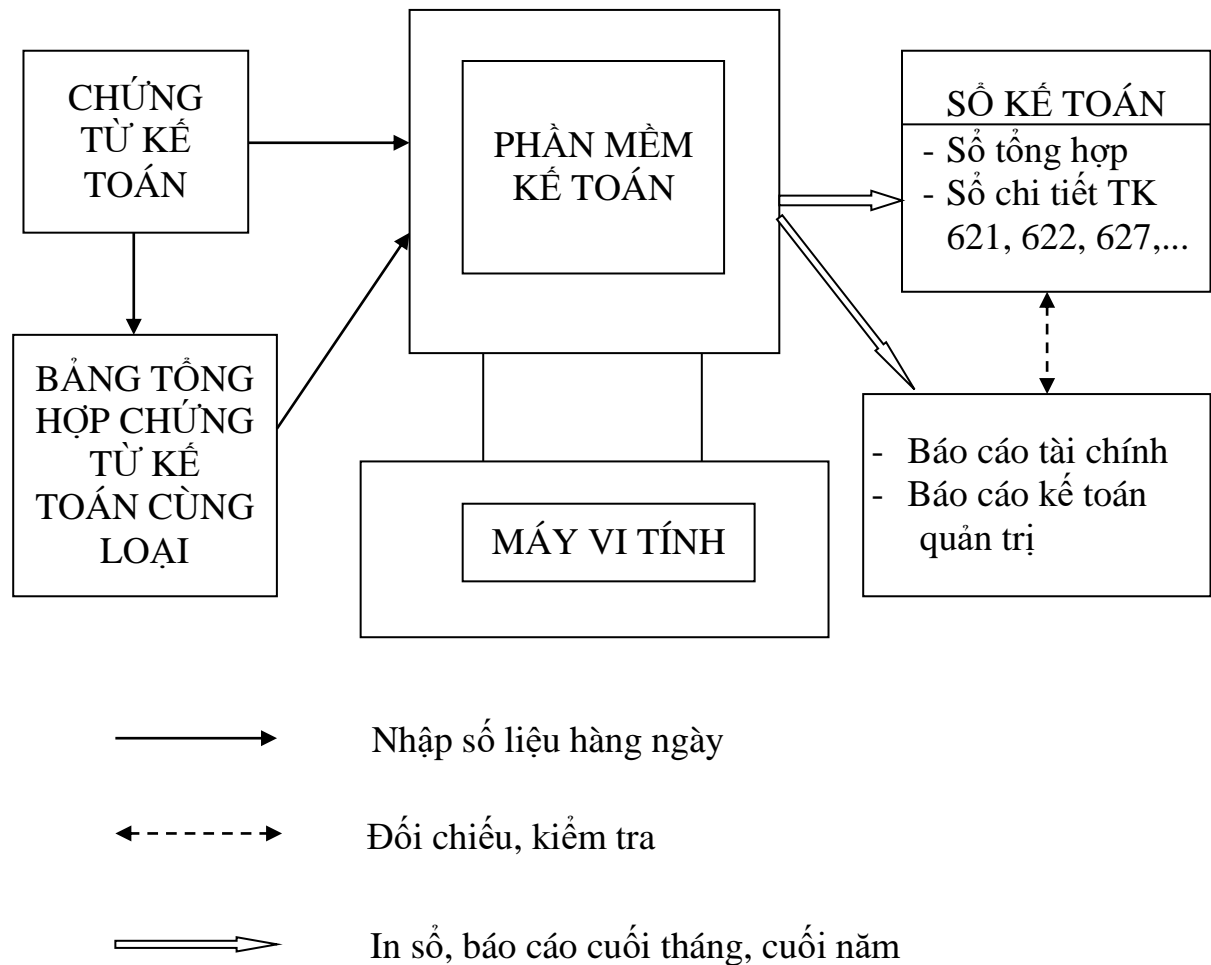 CHỨNG
TỪ KẾ
TOÁN
BẢNG TỔNG
HỢP CHỨNG
TỪ KẾ
TOÁN CÙNG
LOẠI
PHẦN MỀM
KẾ TOÁN
MÁY VI TÍNH
SỔ KẾ TOÁN
- Sổ tổng hợp
- Sổ chi tiết TK
621, 622, 627,...
- Báo cáo tài chính
- Báo cáo kế toán
quản trị
Nhập số liệu hàng ngày
Đối chiếu, kiểm tra
In sổ, báo cáo cuối tháng, cuối năm